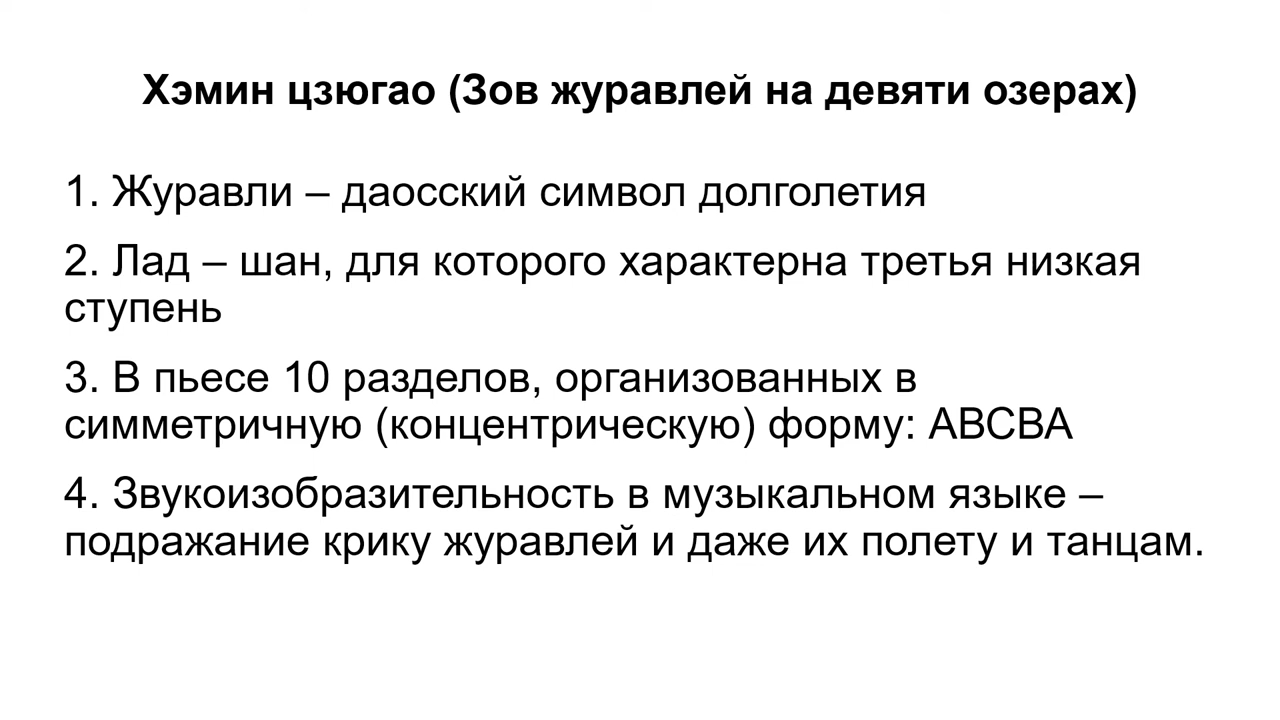 Хэмин цзюгао (Зов журавлей на девяти озерах)
1. Журавли – даосский символ долголетия
2. Лад – шан, для которого характерна третья низкая
ступень
3. В пьесе 10 разделов, организованных в
симметричную (концентрическую) форму: АВСВА
4. Звукоизобразительность в музыкальном языке –
подражание крику журавлей и даже их полету и танцам.